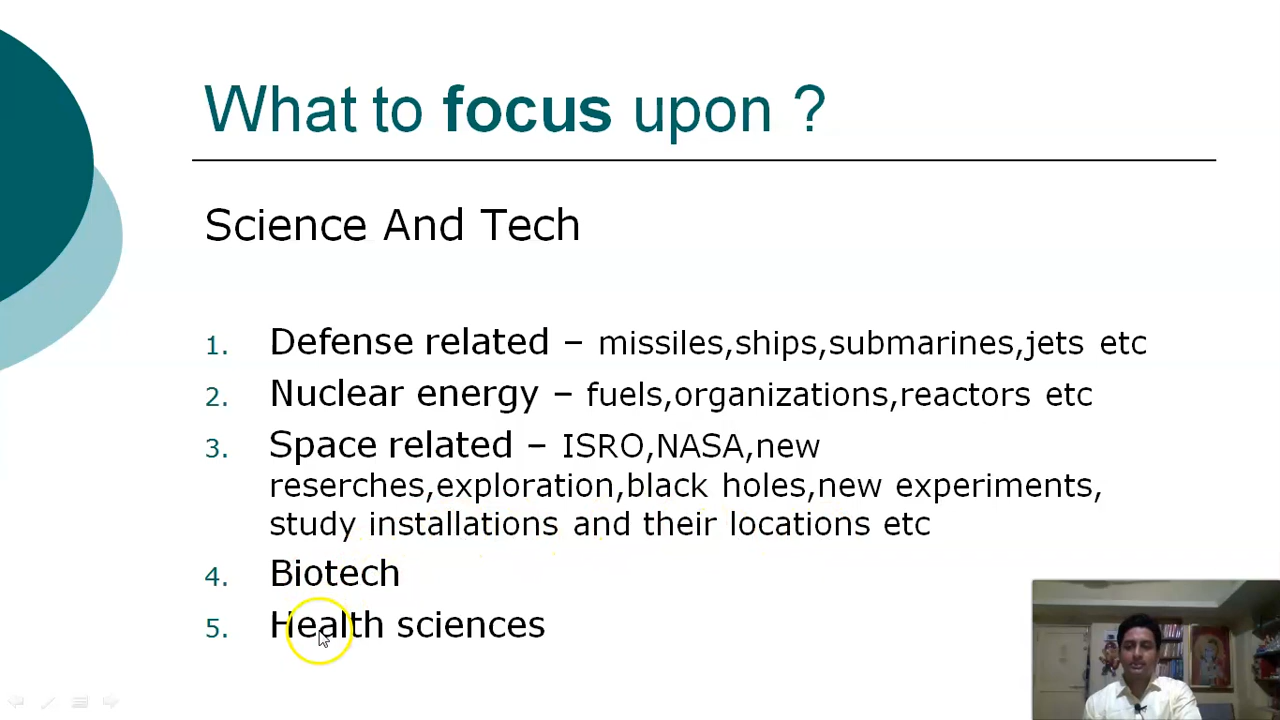 What to focus upon ?
Science And Tech
1. Defense related – missiles,ships,submarines,jets etc
2. Nuclear energy – fuels,organizations,reactors etc
3. Space related – ISRO,NASA,new
reserches,exploration,black holes,new experiments,
study installations and their locations etc
4. Biotech
5. Health sciences